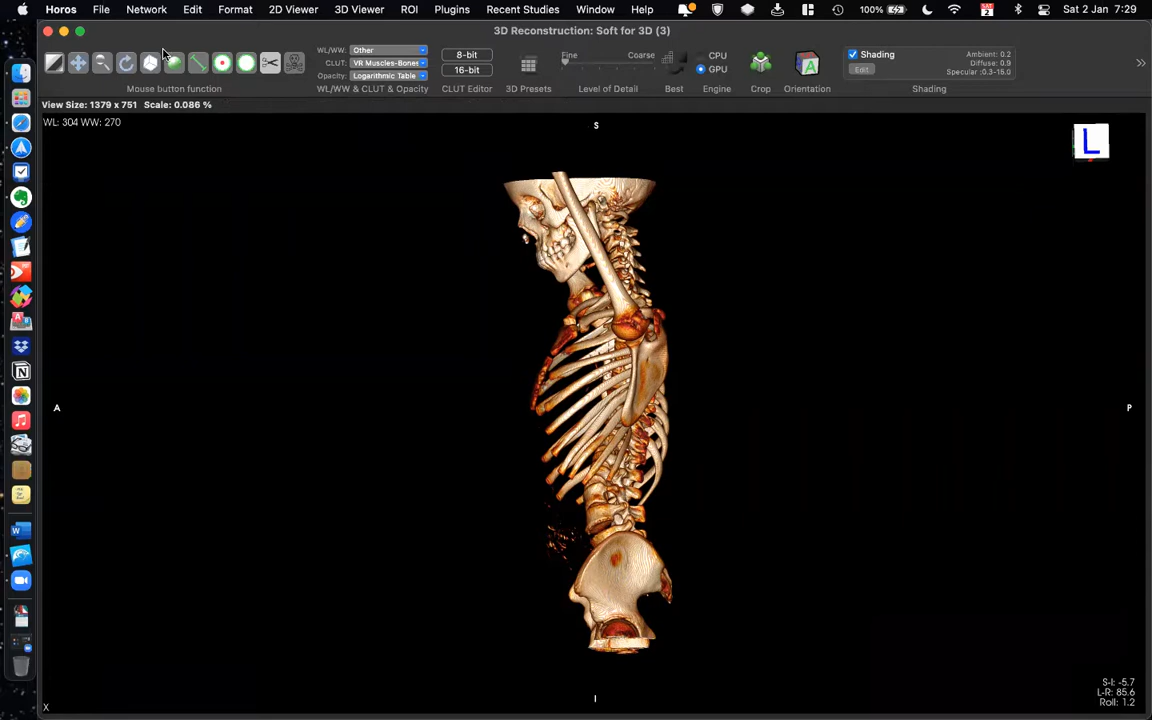 Horos File Network Edit Format 2D Viewer 3D Viewer ROI Plugins Recent Studies Window Help 100% SAT 2 Sat 2 Jan 7:29
3D Reconstruction: Soft for 3D (3)
WL/WW: Other
CLUT: VR Muscles-Bones
Opacity: Logarithmic Table
8-bit
16-bit
Fine Coarse
CPU
GPU
Shading
Edit
Ambient: 0.2
Diffuse: 0.9
Specular :0.3-15.0
Mouse button function WL/WW & CLUT & Opacity CLUT Editor 3D Presets Level of Detail Best Engine Crop Orientation Shading
View Size: 1379 x 751 Scale: 0.086 %
WL: 304 WW: 270
S
L
A
P
I
S-I: -5.7
L-R: 85.6
Roll: 1.2
X